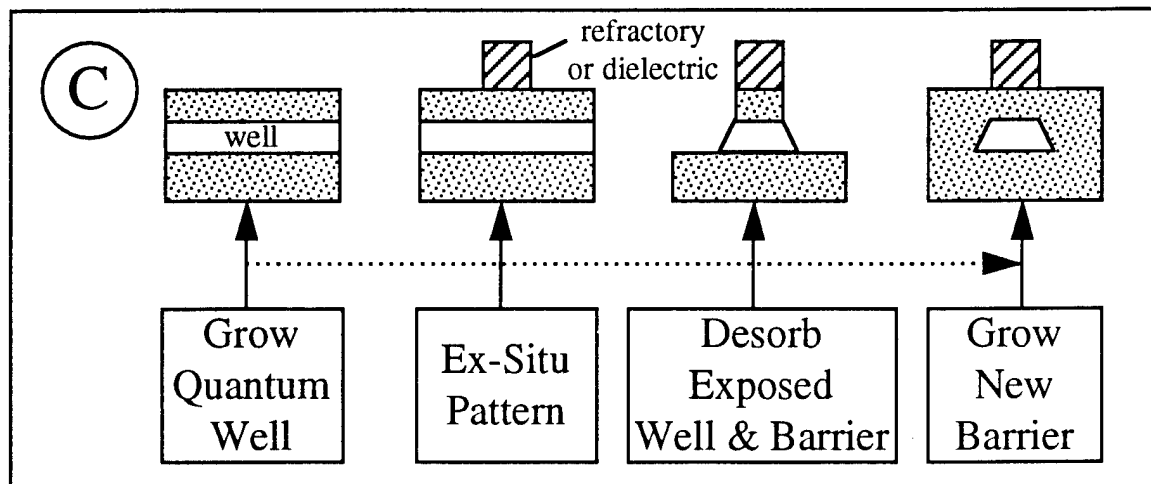 C
refractory
or dielectric
well
Grow
Quantum
Well
Ex-Situ
Pattern
Desorb
Exposed
Well & Barrier
Grow
New
Barrier